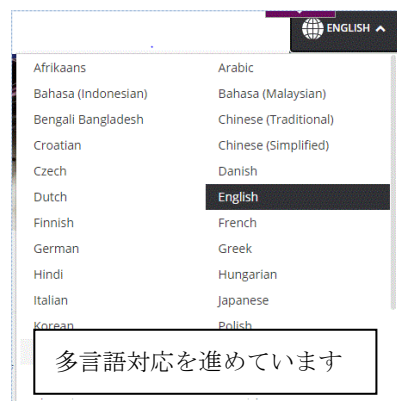 ENGLISH
Afrikaans Arabic
Bahasa (Indonesian) Bahasa (Malaysian)
Bengali Bangladesh Chinese (Traditional)
Croatian Chinese (Simplified)
Czech Danish
Dutch English
Finnish French
German Greek
Hindi Hungarian
Italian Japanese
Korean Polish
多言語対応を進めています